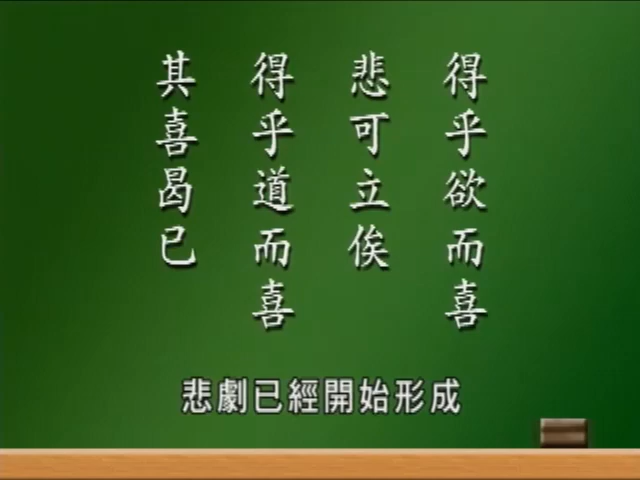 得乎欲而喜
悲可立俟
得乎道而喜
其喜曷已
悲劇已經開始形成